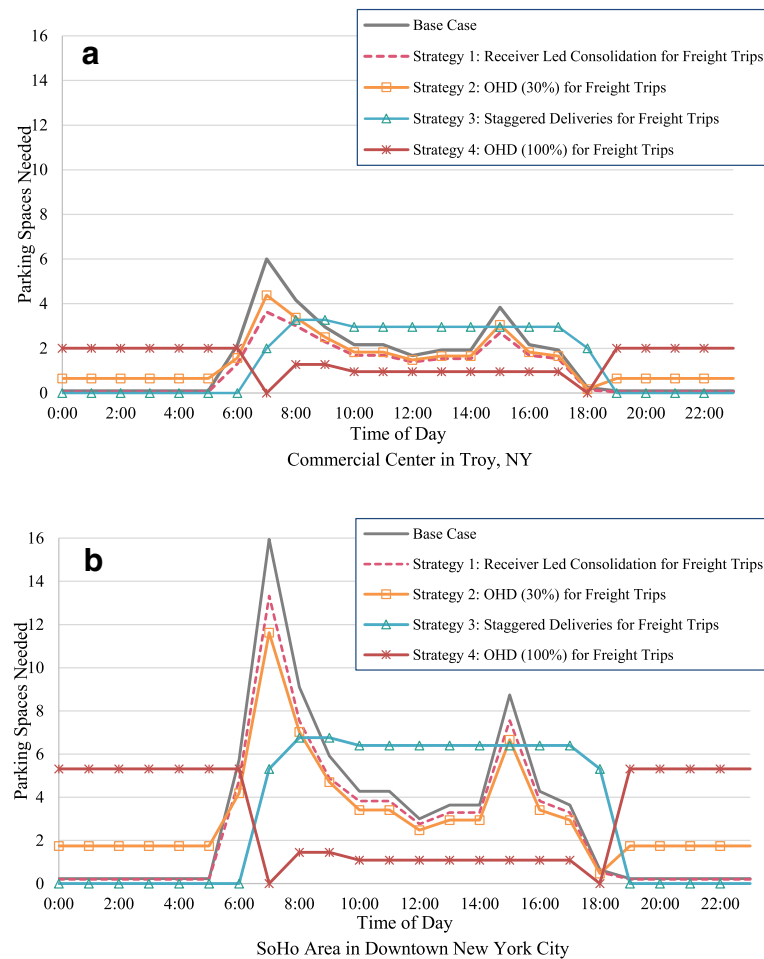 a
Base Case
Strategy 1: Receiver Led Consolidation for Freight Trips
Strategy 2: OHD (30%) for Freight Trips
Strategy 3: Staggered Deliveries for Freight Trips
Strategy 4: OHD (100%) for Freight Trips
Parking Spaces Needed
16
14
12
10
8
6
4
2
0
0:00 2:00 4:00 6:00 8:00 10:00 12:00 14:00 16:00 18:00 20:00 22:00
Time of Day
Commercial Center in Troy, NY
b
Base Case
Strategy 1: Receiver Led Consolidation for Freight Trips
Strategy 2: OHD (30%) for Freight Trips
Strategy 3: Staggered Deliveries for Freight Trips
Strategy 4: OHD (100%) for Freight Trips
Parking Spaces Needed
16
14
12
10
8
6
4
2
0
0:00 2:00 4:00 6:00 8:00 10:00 12:00 14:00 16:00 18:00 20:00 22:00
Time of Day
SoHo Area in Downtown New York City